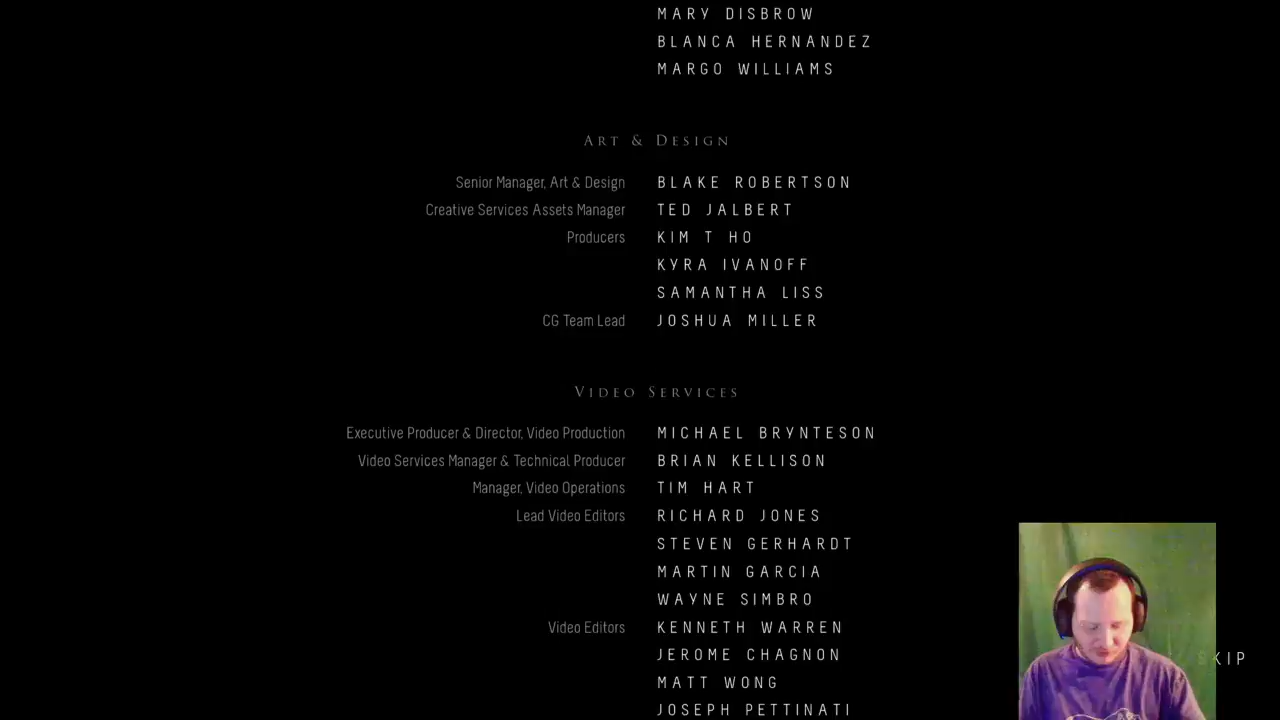 MARY DISBROW
BLANCA HERNANDEZ
MARGO WILLIAMS
ART & DESIGN
Senior Manager, Art & Design BLAKE ROBERTSON
Creative Services Assets Manager TED JALBERT
Producers KIM T HO
KYRA IVANOFF
SAMANTHA LISS
CG Team Lead JOSHUA MILLER
VIDEO SERVICES
Executive Producer & Director, Video Production MICHAEL BRYNTESON
Video Services Manager & Technical Producer BRIAN KELLISON
Manager, Video Operations TIM HART
Lead Video Editors RICHARD JONES
STEVEN GERHARDT
MARTIN GARCIA
WAYNE SIMBRO
Video Editors KENNETH WARREN
JEROME CHAGNON
SKIP
MATT WONG
JOSEPH PETTINATI